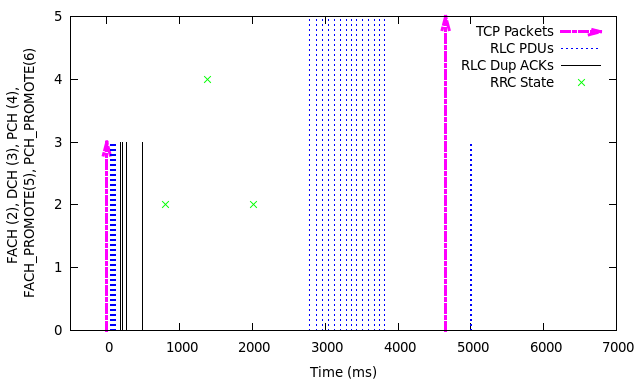 5
4
3
2
1
0
FACH (2), DCH (3), PCH (4),
FACH_PROMOTE(5), PCH_PROMOTE(6)
TCP Packets
RLC PDUs
RLC Dup ACKs
RRC State
0 1000 2000 3000 4000 5000 6000 7000
Time (ms)